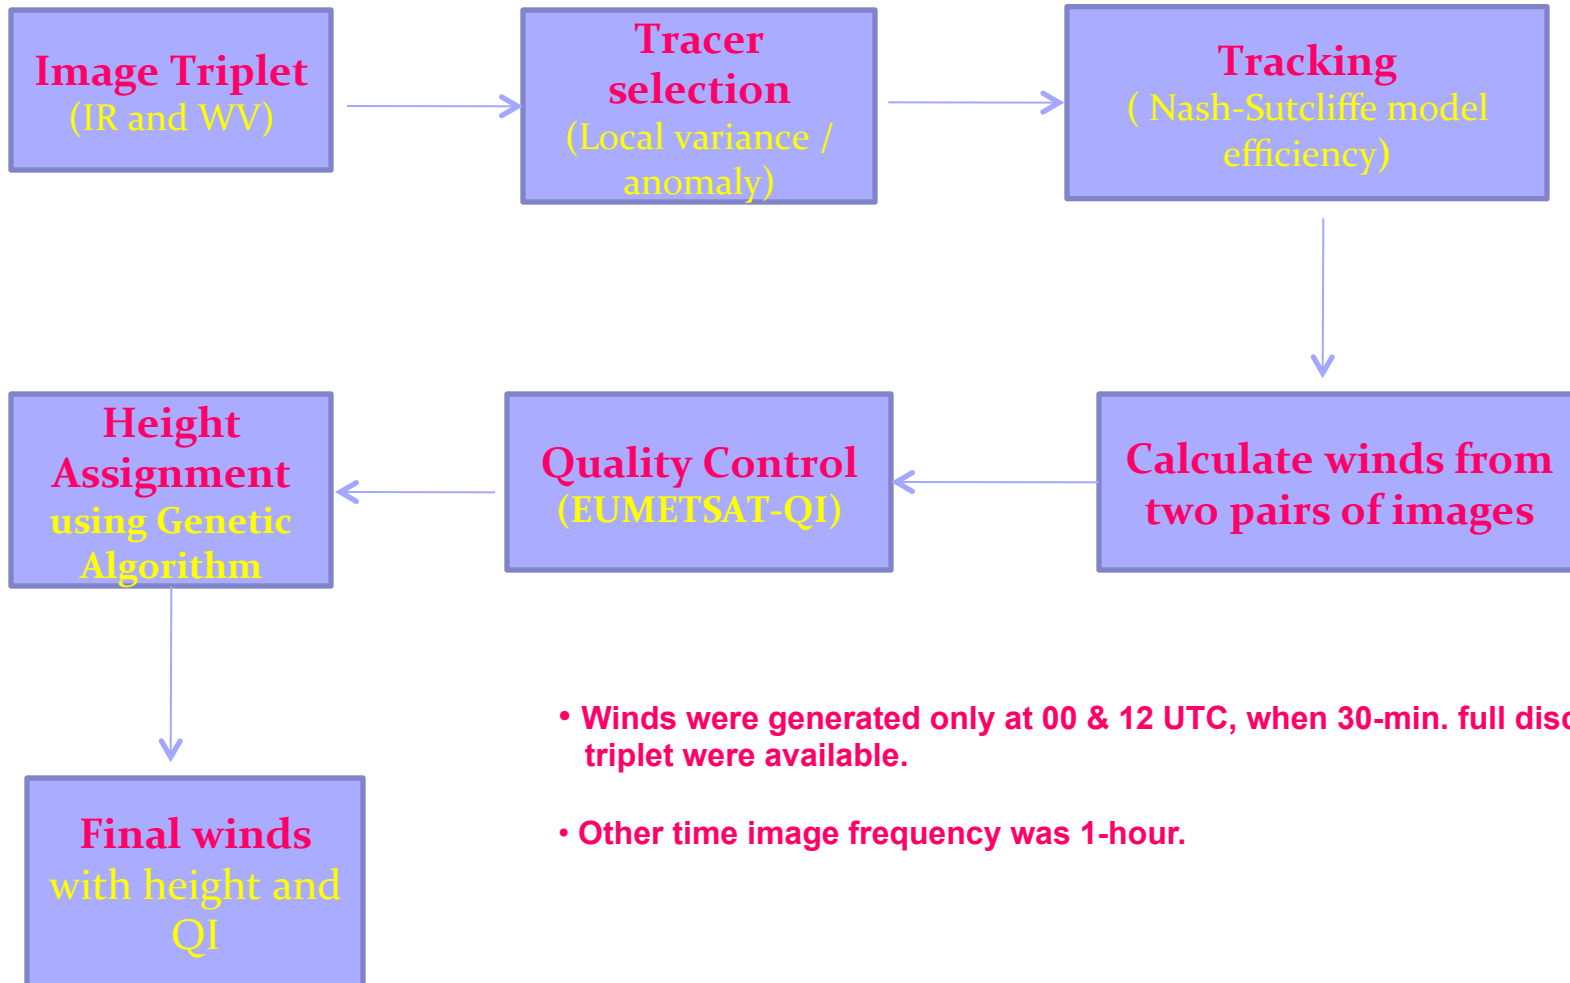 Image Triplet
(IR and WV)
Tracer
selection
(Local variance /
anomaly)
Tracking
( Nash-Sutcliffe model
efficiency)
Calculate winds from
two pairs of images
Quality Control
(EUMETSAT-QI)
Height
Assignment
using Genetic
Algorithm
Final winds
with height and
QI
• Winds were generated only at 00 & 12 UTC, when 30-min. full disc
triplet were available.
• Other time image frequency was 1-hour.